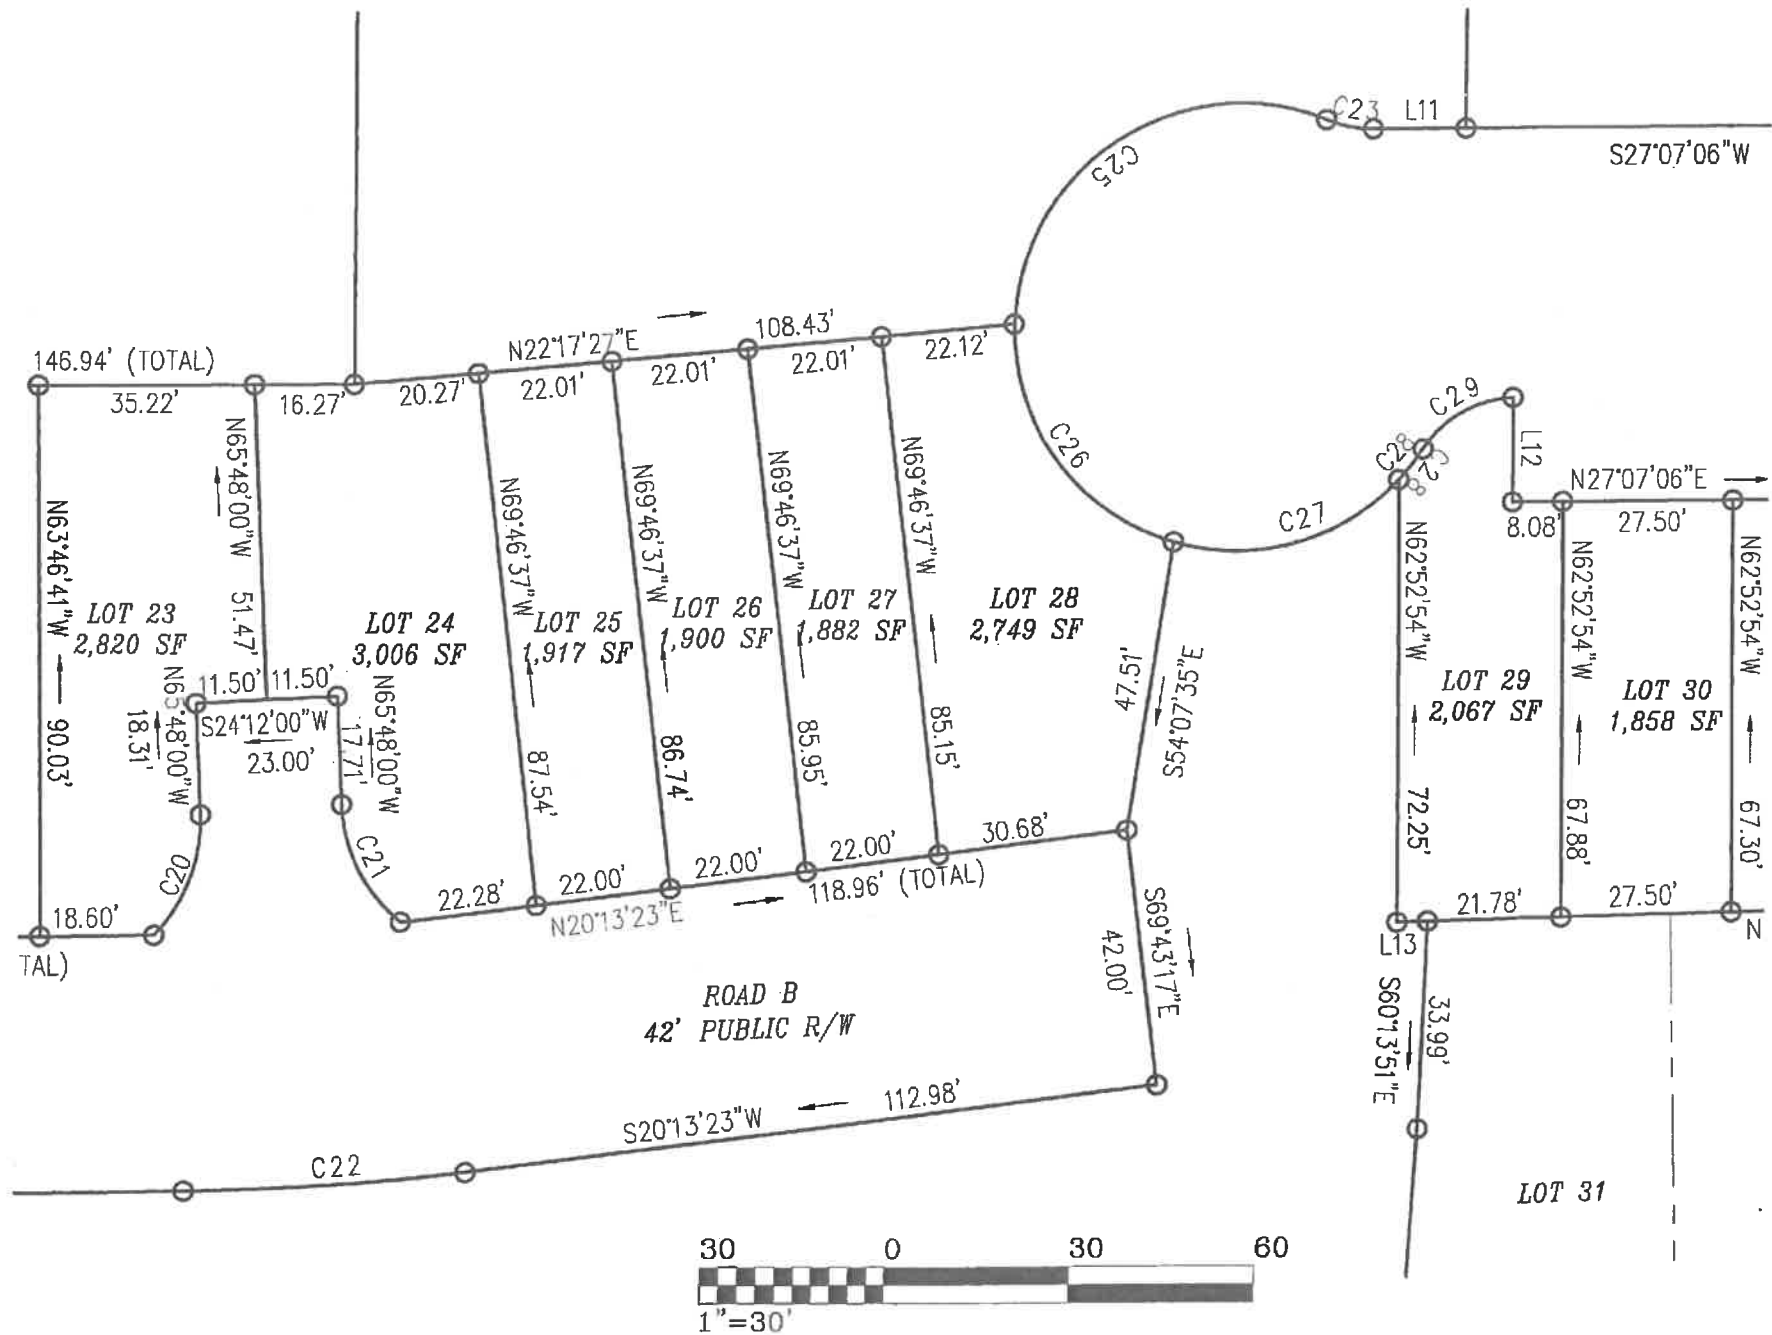 C23
L11
S27°07'06"W
C25
146.94' (TOTAL)
N22°17'27"E
108.43'
35.22'
16.27'
20.27'
22.01'
22.01'
22.01'
22.12'
C29
L12
C26
C28
C28
N27°07'06"E
8.08'
27.50'
C27
N63°46'41"W
90.03'
N65°48'00"W
51.47'
N69°46'37"W
87.54'
N69°46'37"W
86.74'
N69°46'37"W
85.95'
N69°46'37"W
85.15'
N62°52'54"W
72.25'
N62°52'54"W
67.88'
N62°52'54"W
67.30'
LOT 23
2,820 SF
LOT 24
3,006 SF
LOT 25
1,917 SF
LOT 26
1,900 SF
LOT 27
1,882 SF
LOT 28
2,749 SF
LOT 29
2,067 SF
LOT 30
1,858 SF
47.51'
S54°07'35"E
11.50'
11.50'
S24°12'00"W
23.00'
N65°48'00"W
18.31'
N65°48'00"W
17.71'
C20
C21
18.60'
TAL)
22.28'
22.00'
22.00'
22.00'
30.68'
N20°13'23"E
118.96' (TOTAL)
S69°43'17"E
42.00'
21.78'
27.50'
L13
N
S60°13'51"E
33.99'
ROAD B
42' PUBLIC R/W
S20°13'23"W
112.98'
C22
LOT 31
30
0
30
60
1"=30'